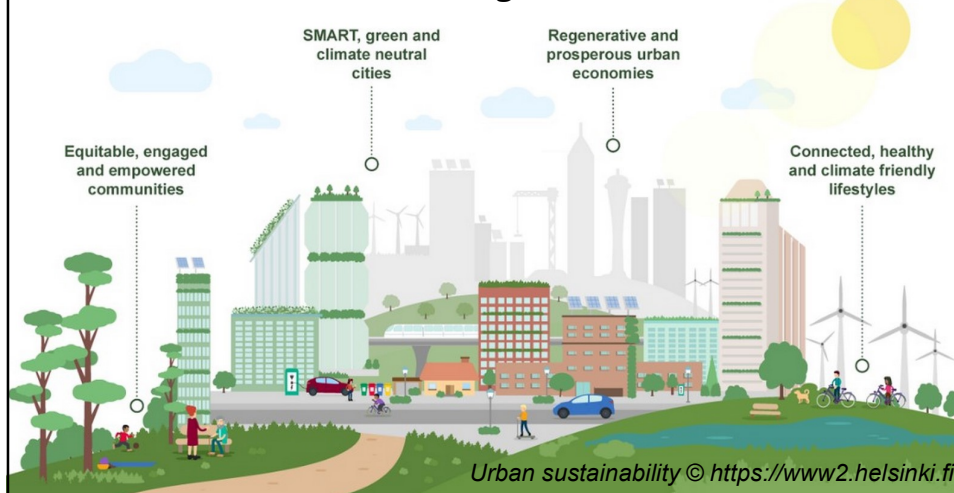 SMART, green and
climate neutral
cities
Regenerative and
prosperous urban
economies
Equitable, engaged
and empowered
communities
Connected, healthy
and climate friendly
lifestyles
Urban sustainability © https://www2.helsinki.fi